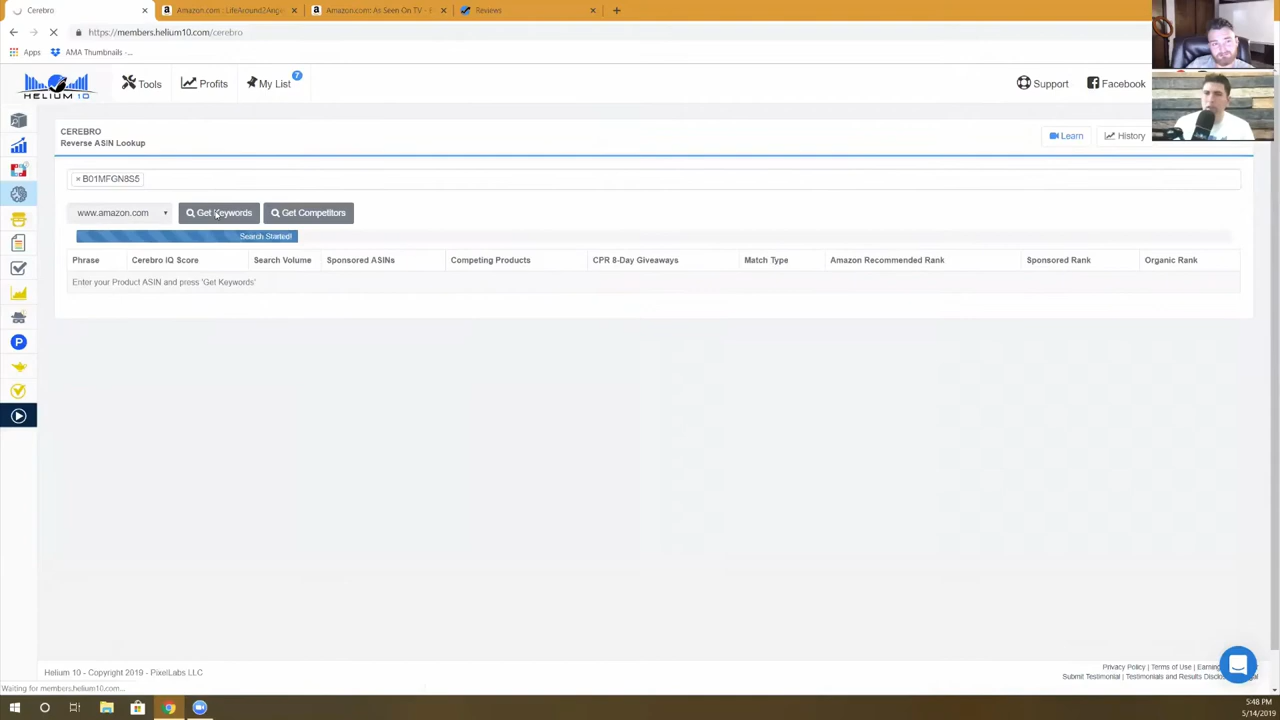 Cerebro
Amazon.com : LifeAround2Ang
Amazon.com: As Seen On TV - 
Reviews
https://members.helium10.com/cerebro
Apps
AMA Thumbnails -...
HELIUM 10
Tools
Profits
My List
7
Support
Facebook
CEREBRO
Reverse ASIN Lookup
Learn
History
× B01MFGN8S5
www.amazon.com
Get Keywords
Get Competitors
Search Started!
Phrase
Cerebro IQ Score
Search Volume
Sponsored ASINs
Competing Products
CPR 8-Day Giveaways
Match Type
Amazon Recommended Rank
Sponsored Rank
Organic Rank
Enter your Product ASIN and press 'Get Keywords'
P
Helium 10 - Copyright 2019 - PixelLabs LLC
Privacy Policy | Terms of Use |
Submit Testimonial | Testimonials and Results
Waiting for members.helium10.com...
5:48 PM
5/14/2019